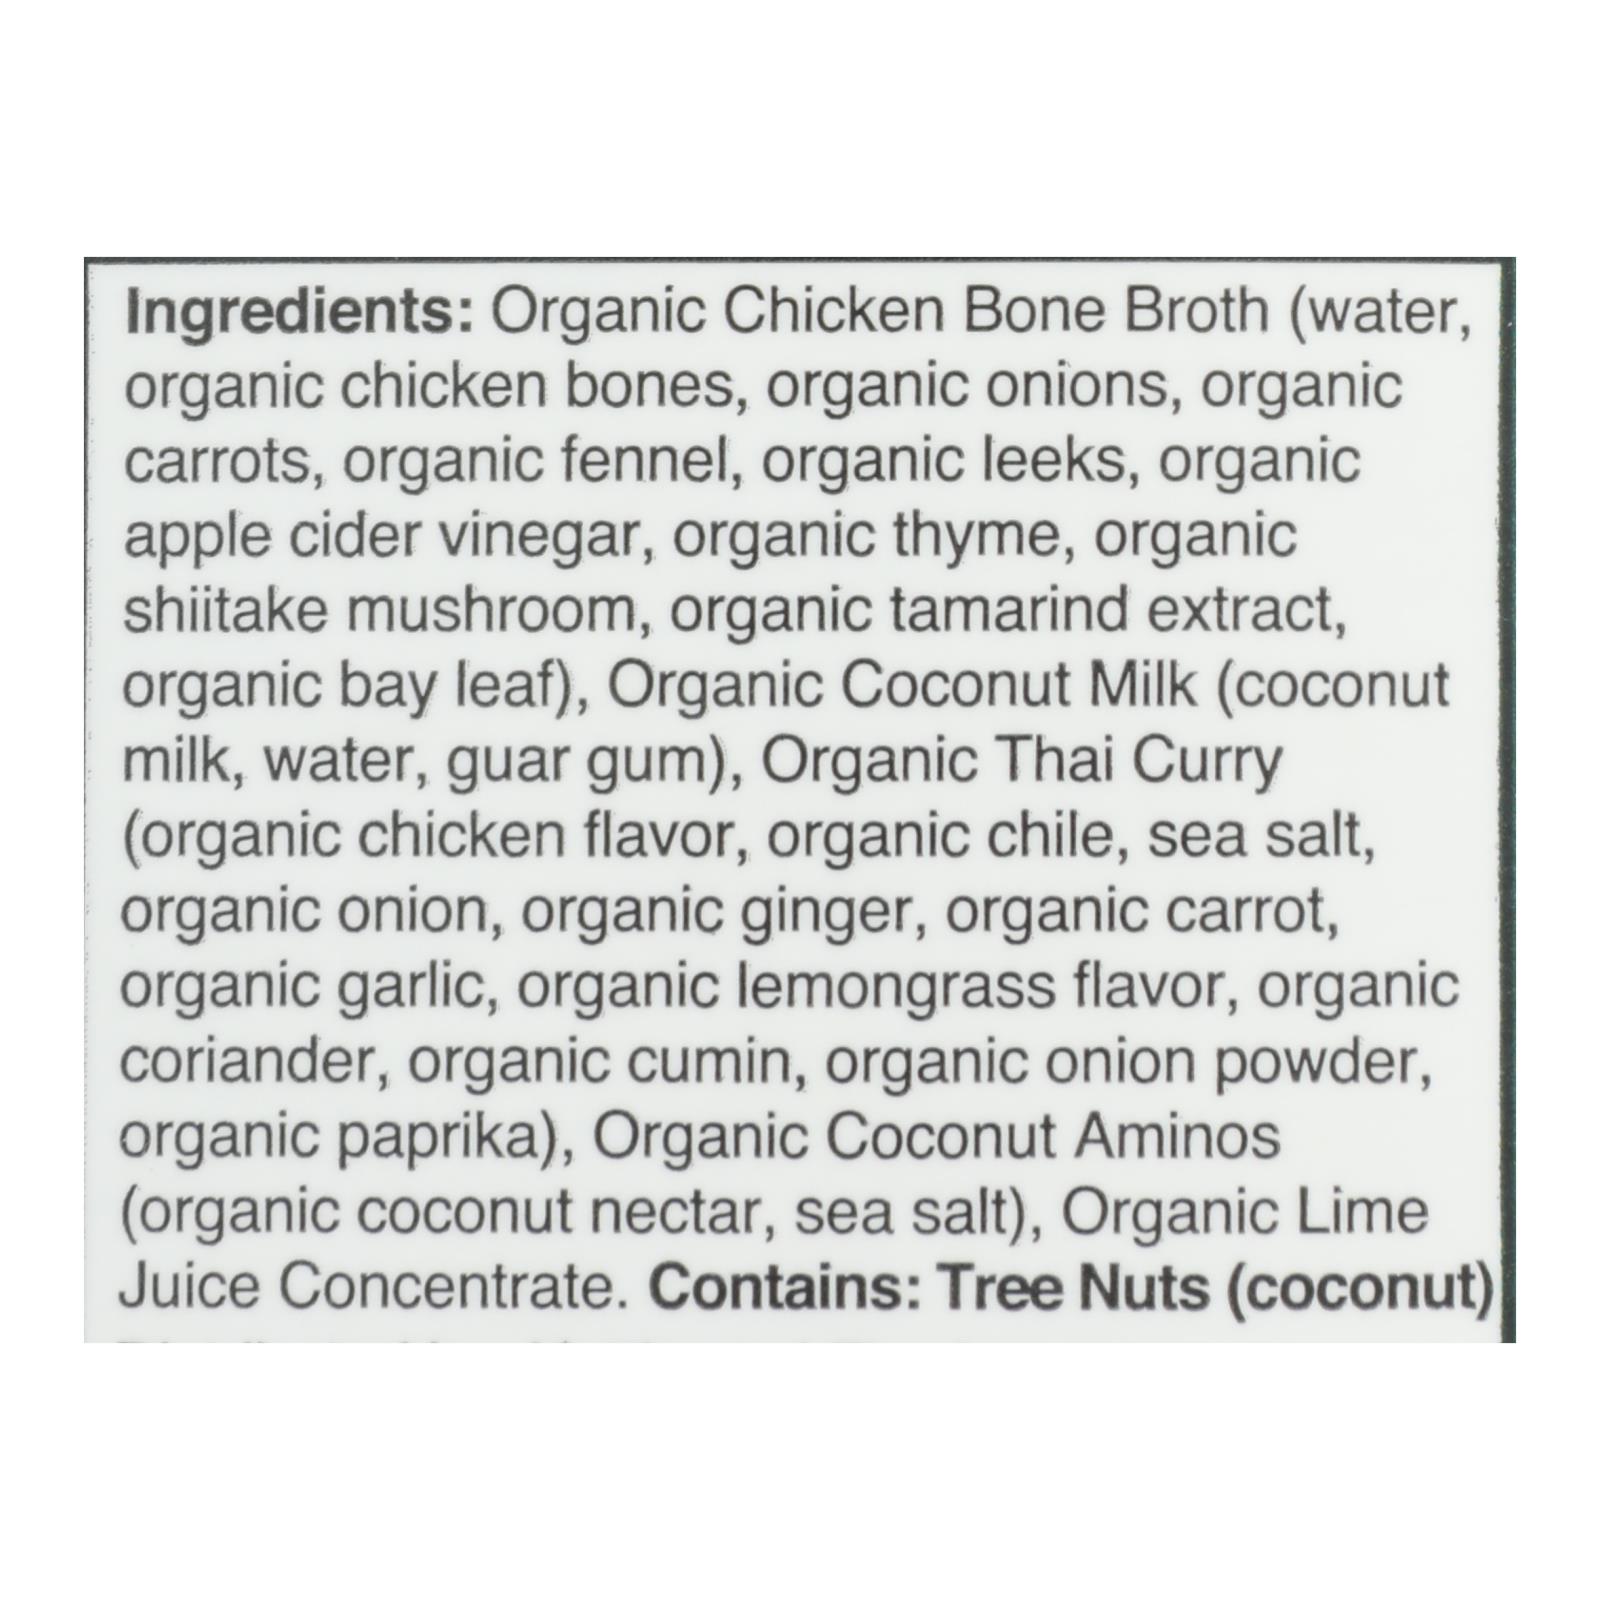 Ingredients: Organic Chicken Bone Broth (water,
organic chicken bones, organic onions, organic
carrots, organic fennel, organic leeks, organic
apple cider vinegar, organic thyme, organic
shiitake mushroom, organic tamarind extract,
organic bay leaf), Organic Coconut Milk (coconut
milk, water, guar gum), Organic Thai Curry
(organic chicken flavor, organic chile, sea salt,
organic onion, organic ginger, organic carrot,
organic garlic, organic lemongrass flavor, organic
coriander, organic cumin, organic onion powder,
organic paprika), Organic Coconut Aminos
(organic coconut nectar, sea salt), Organic Lime
Juice Concentrate. Contains: Tree Nuts (coconut)